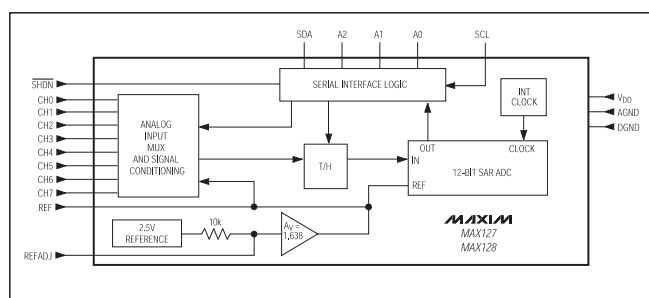 SDA A2 A1 A0 SCL
SHDN
CH0
CH1
CH2
CH3
CH4
CH5
CH6
CH7
REF
REFADJ
ANALOG
INPUT
MUX
AND SIGNAL
CONDITIONING
SERIAL INTERFACE LOGIC
INT
CLOCK
VDD
AGND
DGND
T/H
OUT
CLOCK
IN
12-BIT SAR ADC
REF
2.5V
REFERENCE
10k
AV =
1,638
MAXIM
MAX127
MAX128